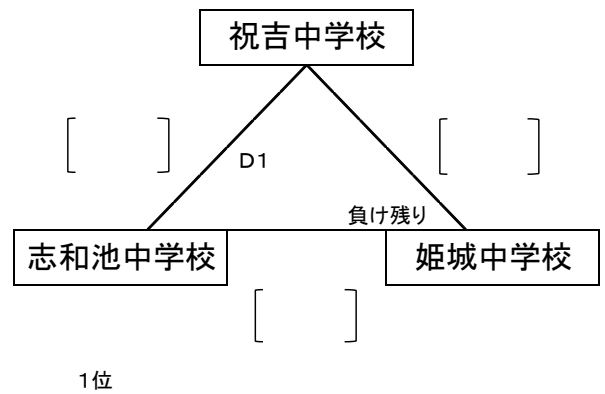 祝吉中学校
D1
負け残り
志和池中学校
姫城中学校
1位